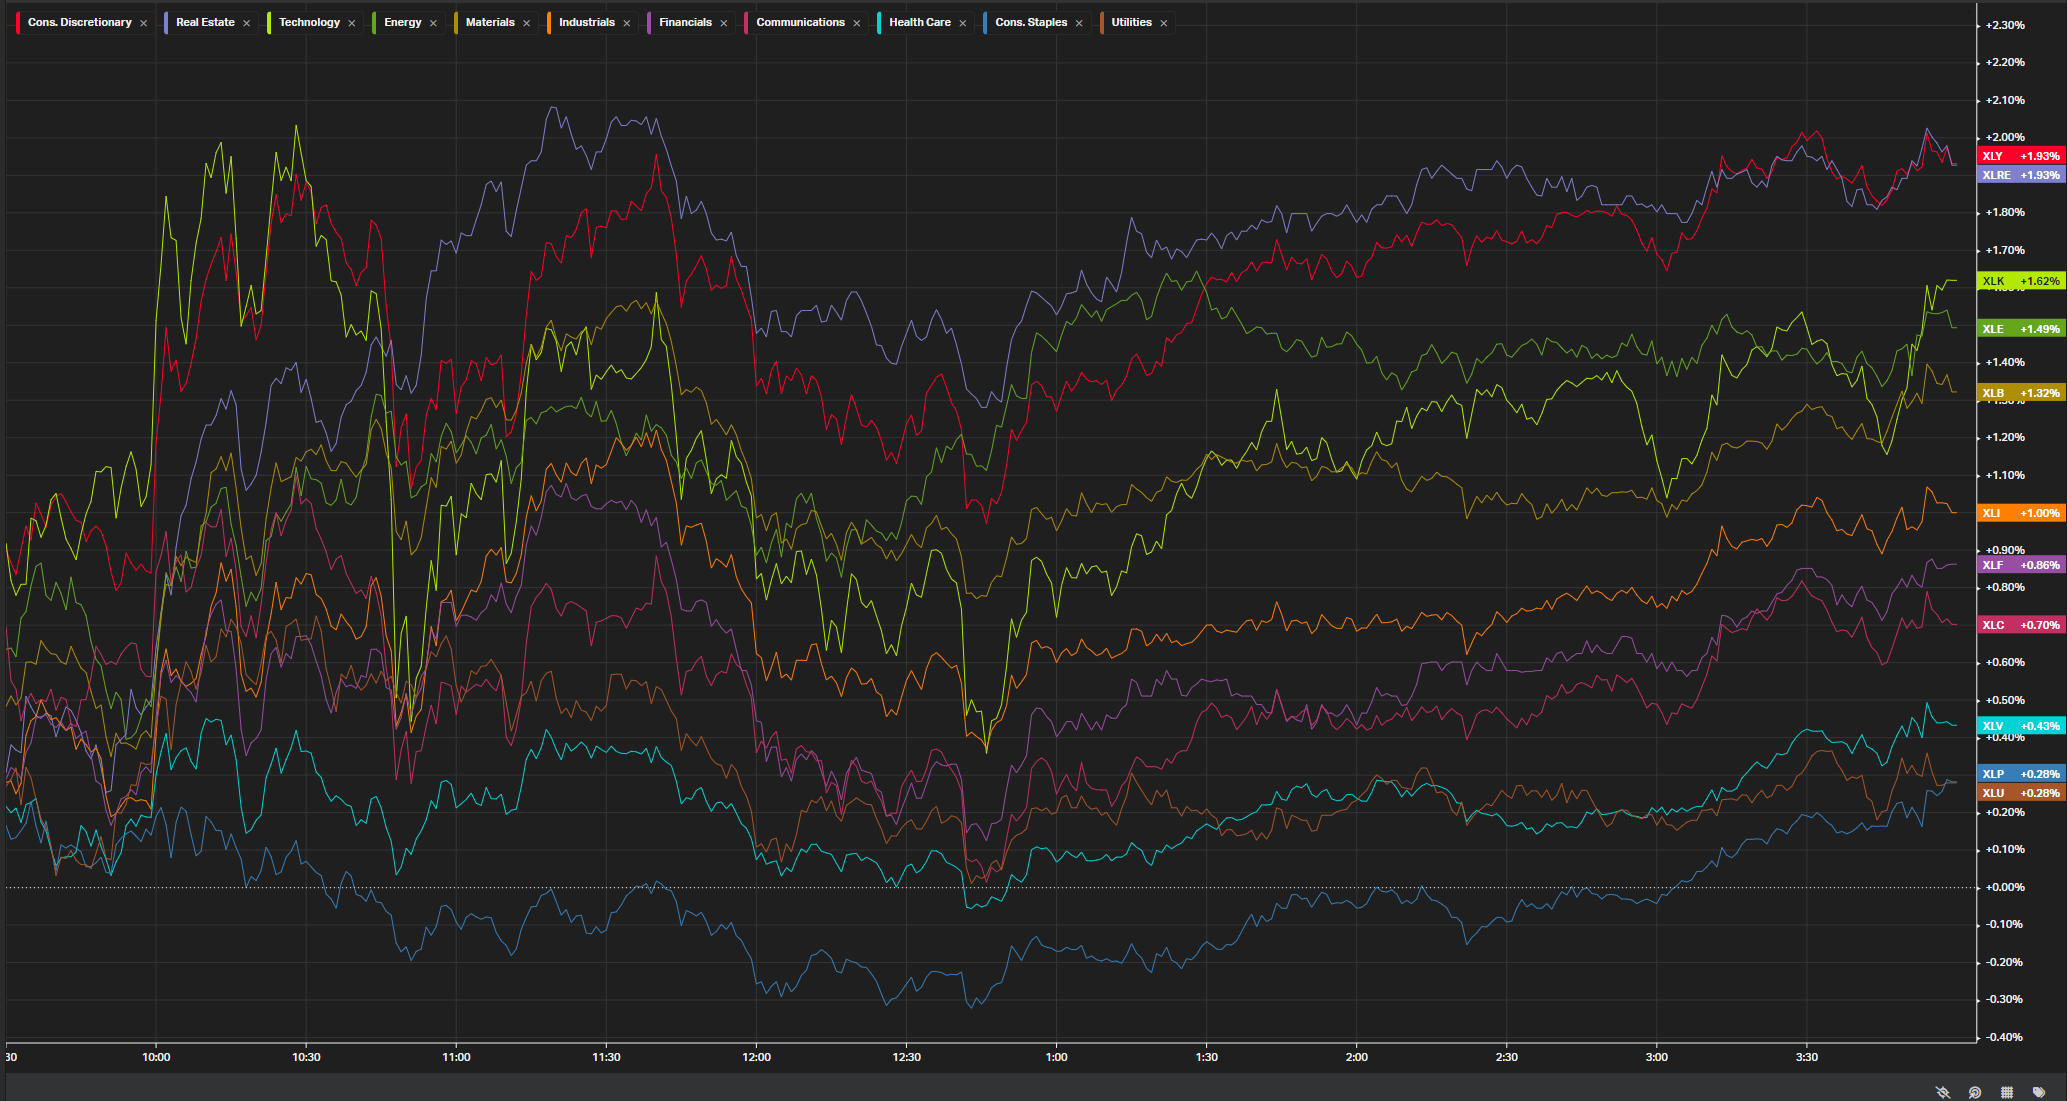 Cons. Discretionary × Real Estate × Technology × Energy × Materials × Industrials × Financials × Communications × Health Care × Cons. Staples × Utilities ×
+2.30%
+2.20%
+2.10%
+2.00%
XLY +1.93%
XLRE +1.93%
+1.80%
+1.70%
XLK +1.62%
XLE +1.49%
+1.40%
XLB +1.32%
+1.20%
+1.10%
XLI +1.00%
+0.90%
XLF +0.86%
+0.80%
XLC +0.70%
+0.60%
+0.50%
XLV +0.43%
+0.40%
XLP +0.28%
XLU +0.28%
+0.20%
+0.10%
+0.00%
-0.10%
-0.20%
-0.30%
-0.40%
30 10:00 10:30 11:00 11:30 12:00 12:30 1:00 1:30 2:00 2:30 3:00 3:30